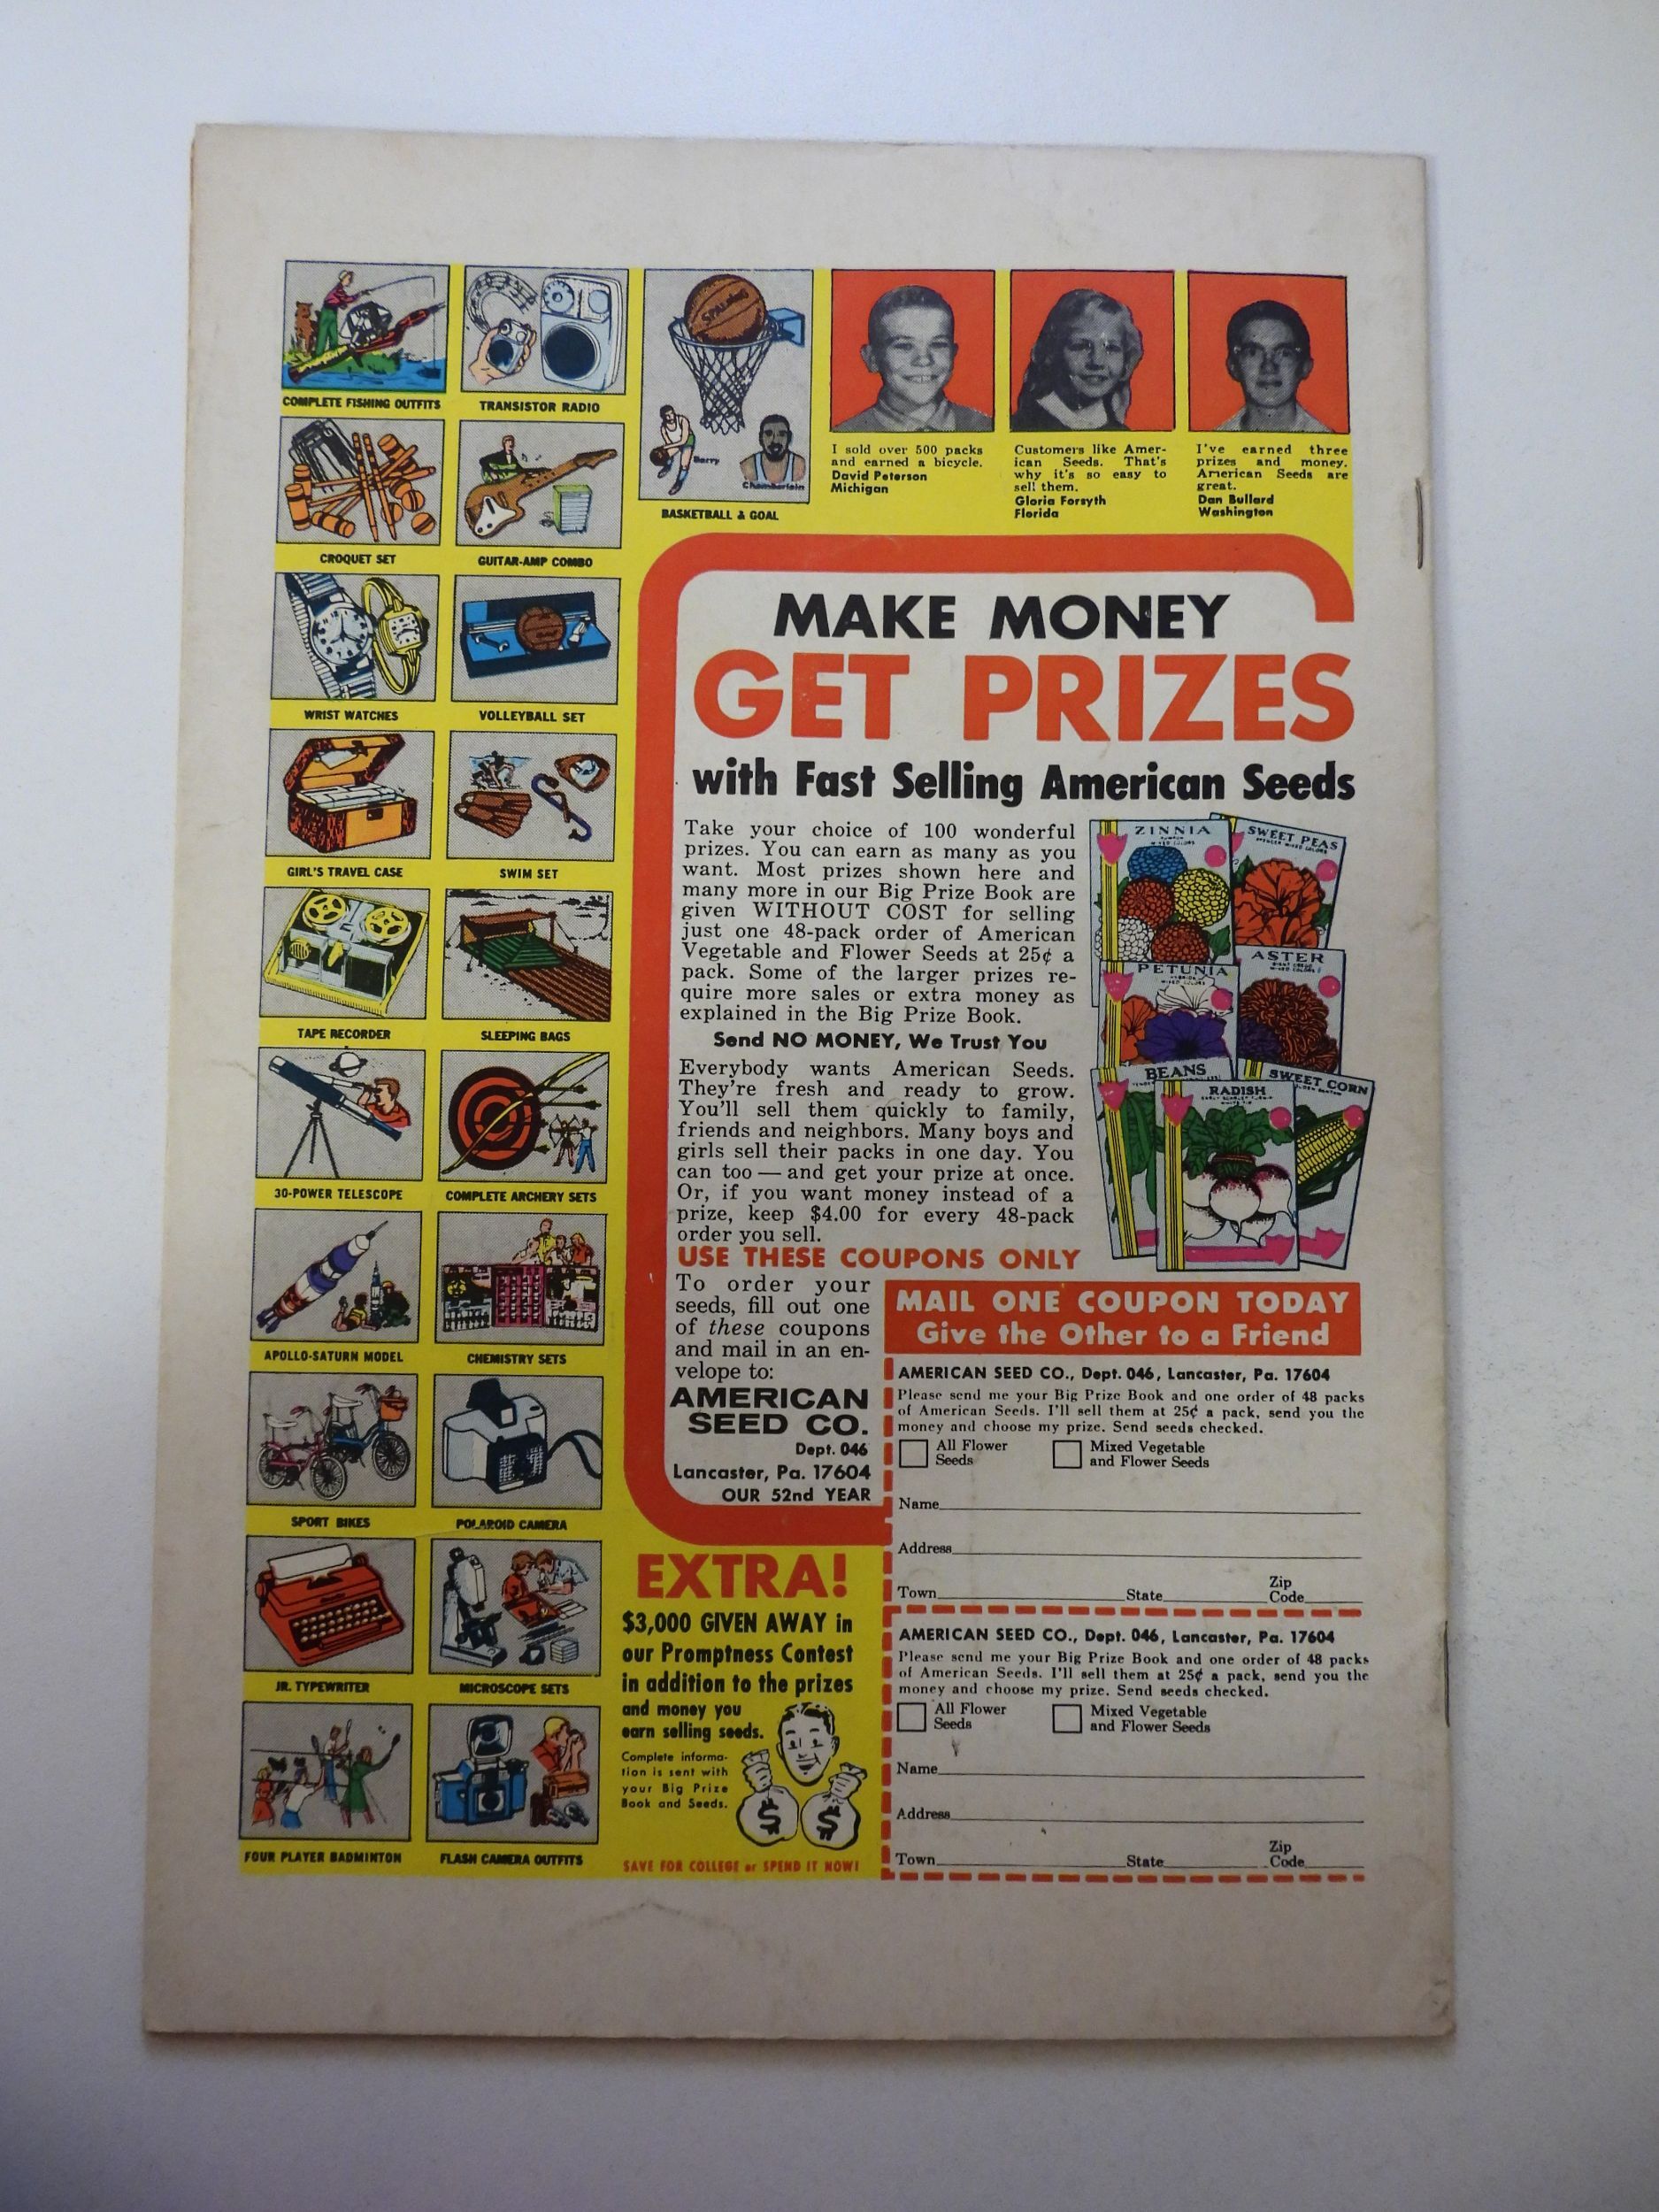 COMPLETE FISHING OUTFITS
TRANSISTOR RADIO
CROQUET SET
GUITAR-AMP COMBO
WRIST WATCHES
VOLLEYBALL SET
GIRL'S TRAVEL CASE
SWIM SET
TAPE RECORDER
SLEEPING BAGS
30-POWER TELESCOPE
COMPLETE ARCHERY SETS
APOLLO-SATURN MODEL
CHEMISTRY SETS
SPORT BIKES
POLAROID CAMERA
JR. TYPEWRITER
MICROSCOPE SETS
FOUR PLAYER BADMINTON
FLASH CAMERA OUTFITS
SPALDING
Barry
Chamberlain
BASKETBALL & GOAL
I sold over 500 packs
and earned a bicycle.
David Peterson
Michigan
Customers like Amer-
ican Seeds. That's
why it's so easy to
sell them.
Gloria Forsyth
Florida
I've earned three
prizes and money.
American Seeds are
great.
Dan Bullard
Washington
MAKE MONEY
GET PRIZES
with Fast Selling American Seeds
Take your choice of 100 wonderful
prizes. You can earn as many as you
want. Most prizes shown here and
many more in our Big Prize Book are
given WITHOUT COST for selling
just one 48-pack order of American
Vegetable and Flower Seeds at 25¢ a
pack. Some of the larger prizes re-
quire more sales or extra money as
explained in the Big Prize Book.
Send NO MONEY, We Trust You
Everybody wants American Seeds.
They're fresh and ready to grow.
You'll sell them quickly to family,
friends and neighbors. Many boys and
girls sell their packs in one day. You
can too — and get your prize at once.
Or, if you want money instead of a
prize, keep $4.00 for every 48-pack
order you sell.
ZINNIA
MIXED COLORS
SWEET PEAS
SPENCER MIXED COLORS
PETUNIA
MIXED COLORS
ASTER
MIXED COLORS
BEANS
RADISH
SWEET CORN
USE THESE COUPONS ONLY
To order your
seeds, fill out one
of these coupons
and mail in an en-
velope to:
AMERICAN
SEED CO.
Dept. 046
Lancaster, Pa. 17604
OUR 52nd YEAR
MAIL ONE COUPON TODAY
Give the Other to a Friend
AMERICAN SEED CO., Dept. 046, Lancaster, Pa. 17604
Please send me your Big Prize Book and one order of 48 packs
of American Seeds. I'll sell them at 25¢ a pack, send you the
money and choose my prize. Send seeds checked.
All Flower
Seeds
Mixed Vegetable
and Flower Seeds
Name
Address
Town State Zip
Code
AMERICAN SEED CO., Dept. 046, Lancaster, Pa. 17604
Please send me your Big Prize Book and one order of 48 packs
of American Seeds. I'll sell them at 25¢ a pack, send you the
money and choose my prize. Send seeds checked.
All Flower
Seeds
Mixed Vegetable
and Flower Seeds
Name
Address
Town State Zip
Code
EXTRA!
$3,000 GIVEN AWAY in
our Promptness Contest
in addition to the prizes
and money you
earn selling seeds.
Complete informa-
tion is sent with
your Big Prize
Book and Seeds.
$ $
SAVE FOR COLLEGE or SPEND IT NOW!